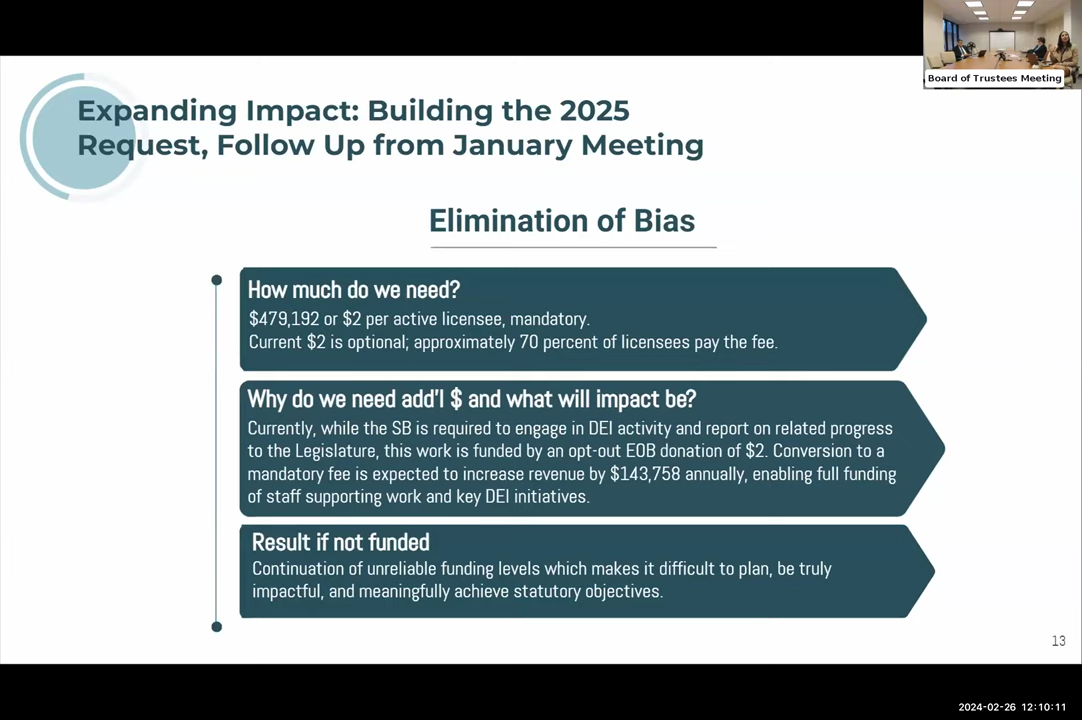 Board of Trustees Meeting
Expanding Impact: Building the 2025
Request, Follow Up from January Meeting
Elimination of Bias
How much do we need?
$479,192 or $2 per active licensee, mandatory.
Current $2 is optional; approximately 70 percent of licensees pay the fee.
Why do we need add'l $ and what will impact be?
Currently, while the SB is required to engage in DEI activity and report on related progress
to the Legislature, this work is funded by an opt-out EOB donation of $2. Conversion to a
mandatory fee is expected to increase revenue by $143,758 annually, enabling full funding
of staff supporting work and key DEI initiatives.
Result if not funded
Continuation of unreliable funding levels which makes it difficult to plan, be truly
impactful, and meaningfully achieve statutory objectives.
13
2024-02-26 12:10:11